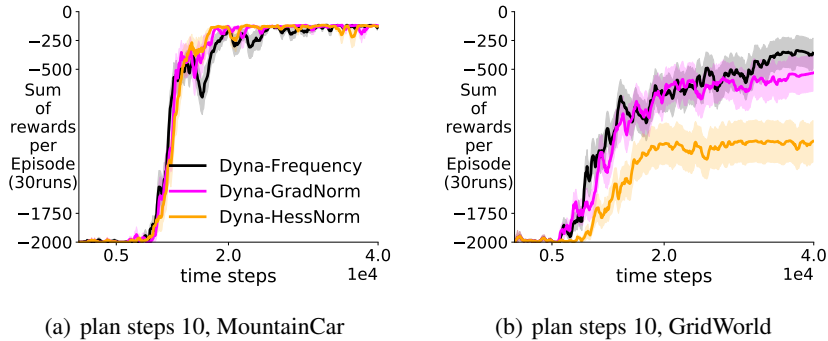 0
−250
−500
Sum
of
rewards
per
Episode
(30runs)
−1750
−2000
0.5
2.0
4.0
time steps
1e4
Dyna-Frequency
Dyna-GradNorm
Dyna-HessNorm
(a) plan steps 10, MountainCar
0
−250
−500
Sum
of
rewards
per
Episode
(30runs)
−1750
−2000
0.5
2.0
4.0
time steps
1e4
(b) plan steps 10, GridWorld